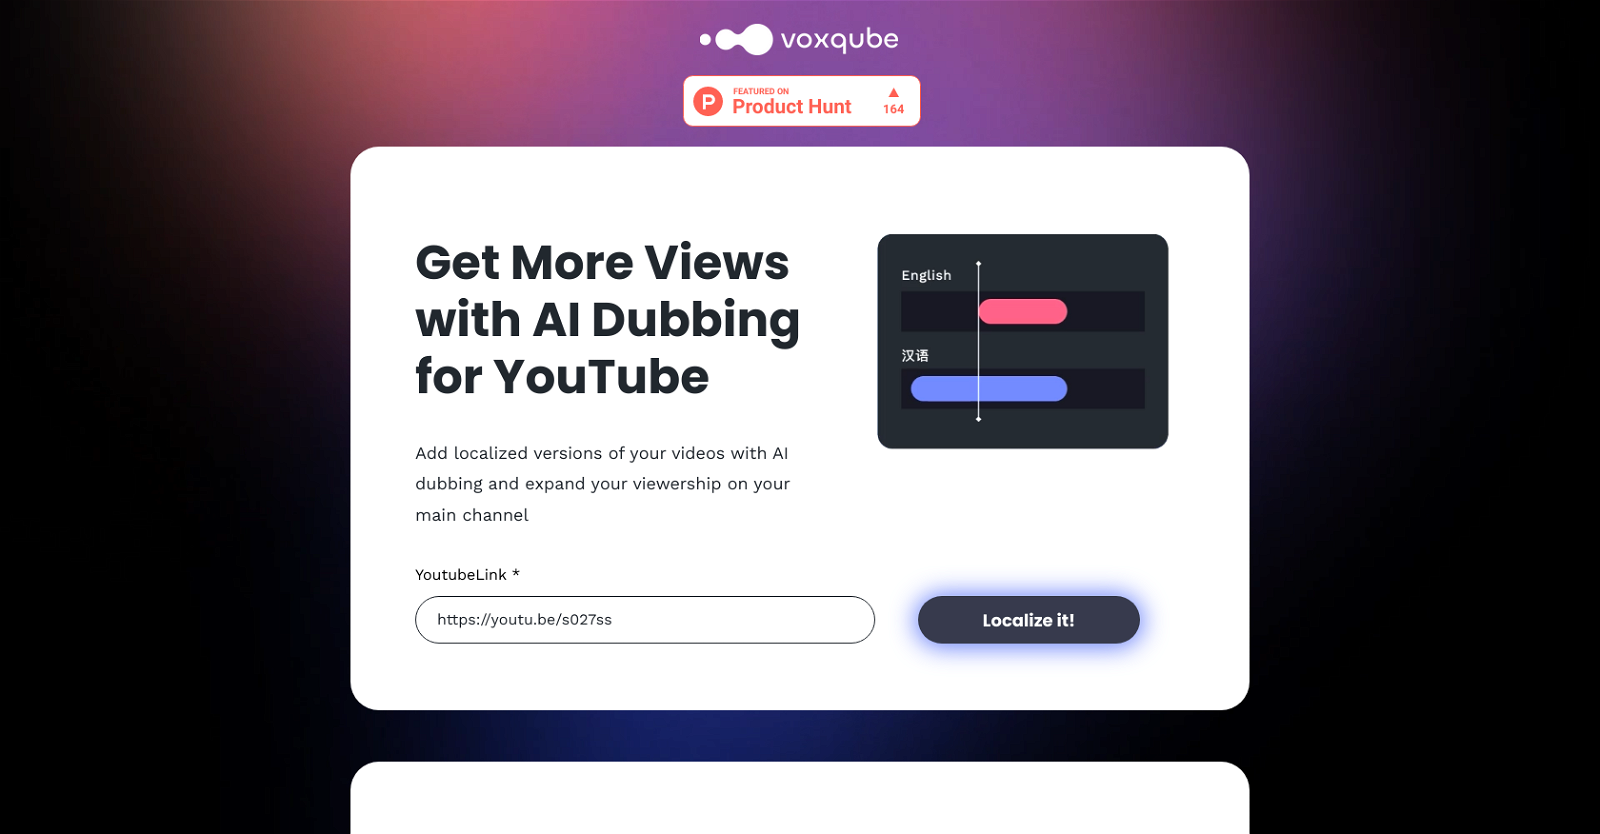 voxqube
FEATURED ON
Product Hunt
164
Get More Views
with AI Dubbing
for YouTube
English
汉语
Add localized versions of your videos with AI
dubbing and expand your viewership on your
main channel
YoutubeLink *
https://youtu.be/s027ss
Localize it!